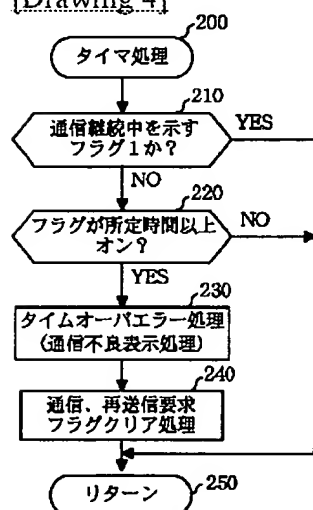 [Drawing 4]
200
タイマ処理
210
通信継続中を示す
フラグ1か?
YES
NO
220
フラグが所定時間以上
オン?
NO
YES
230
タイムオーバエラー処理
(通信不良表示処理)
240
通信、再送信要求
フラグクリア処理
リターン
250